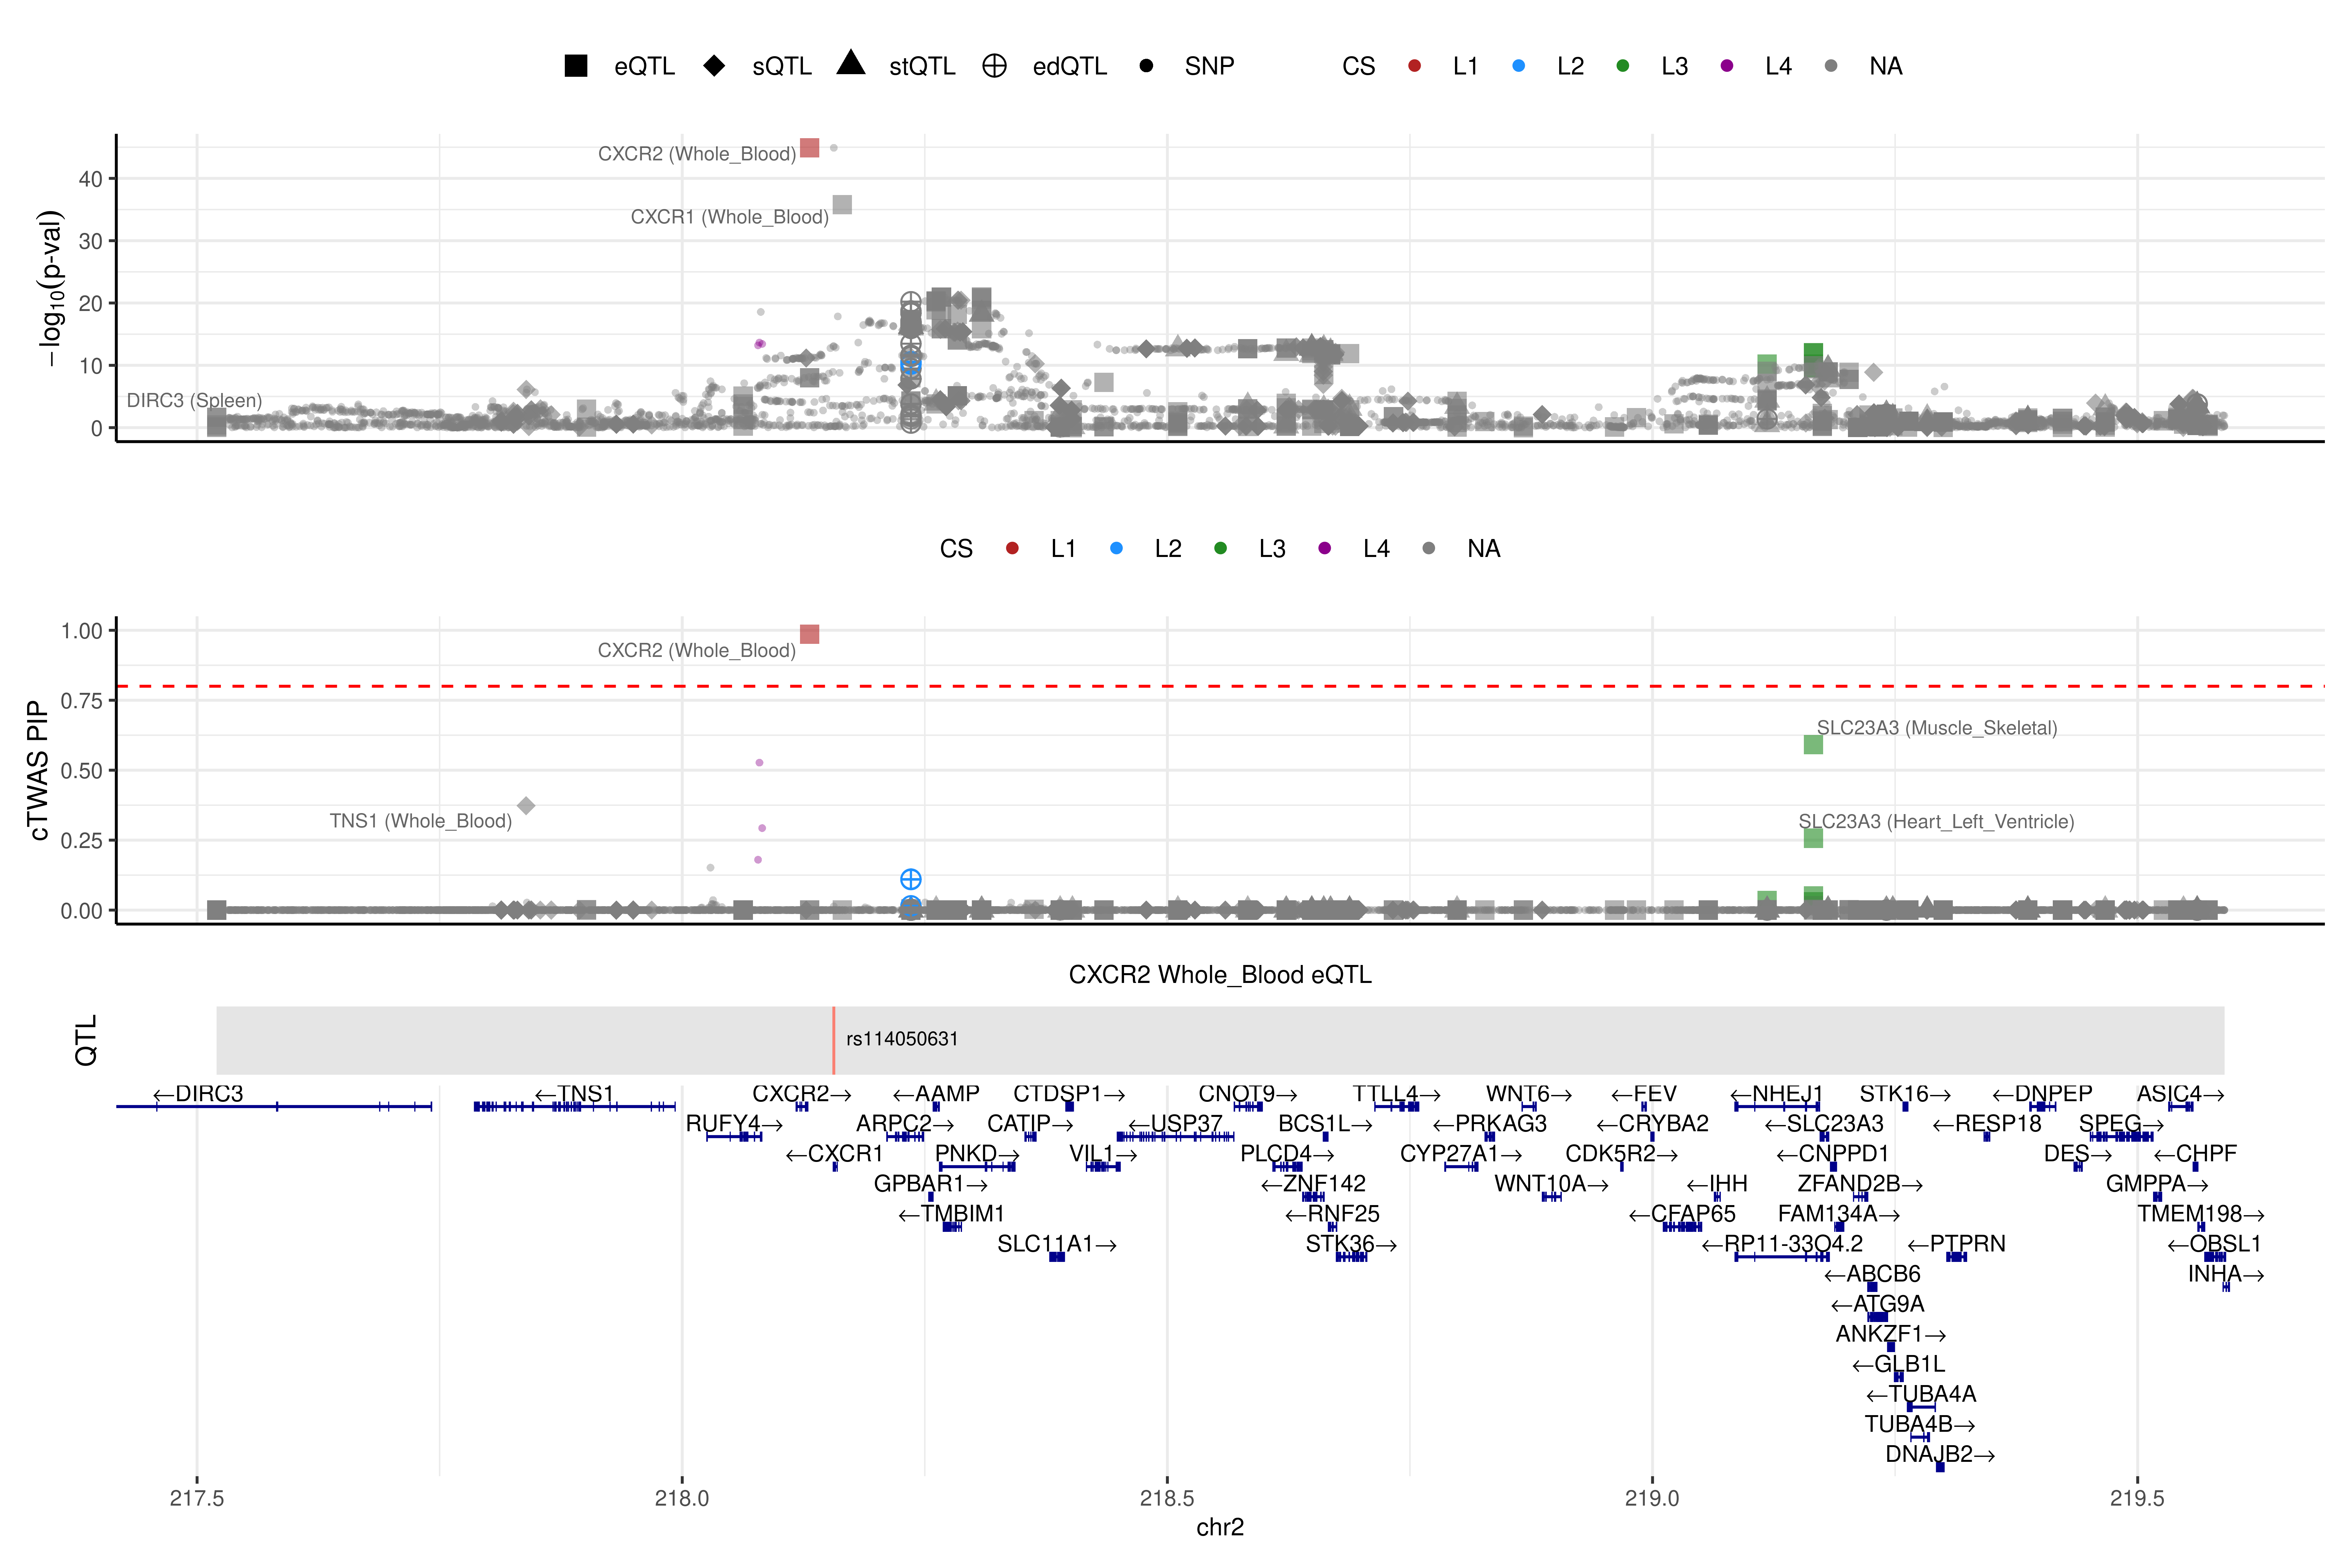 eQTL sQTL stQTL edQTL SNP CS L1 L2 L3 L4 NA
CXCR2 (Whole_Blood)
CXCR1 (Whole_Blood)
DIRC3 (Spleen)
−log10(p-val)
40
30
20
10
0
CS L1 L2 L3 L4 NA
CXCR2 (Whole_Blood)
SLC23A3 (Muscle_Skeletal)
TNS1 (Whole_Blood)
SLC23A3 (Heart_Left_Ventricle)
cTWAS PIP
1.00
0.75
0.50
0.25
0.00
CXCR2 Whole_Blood eQTL
QTL
rs114050631
←DIRC3 ←TNS1 CXCR2→ ←AAMP CTDSP1→ CNOT9→ TTLL4→ WNT6→ ←FEV ←NHEJ1 STK16→ ←DNPEP ASIC4→
RUFY4→ ARPC2→ CATIP→ ←USP37 BCS1L→ ←PRKAG3 ←CRYBA2 ←SLC23A3 ←RESP18 SPEG→
←CXCR1 PNKD→ VIL1→ PLCD4→ CYP27A1→ CDK5R2→ ←CNPPD1 DES→ ←CHPF
GPBAR1→ ←ZNF142 WNT10A→ ←IHH ZFAND2B→ GMPPA→
←TMBIM1 ←RNF25 ←CFAP65 FAM134A→ TMEM198→
SLC11A1→ STK36→ ←RP11-33O4.2 ←PTPRN ←OBSL1
←ABCB6 INHA→
←ATG9A
ANKZF1→
←GLB1L
←TUBA4A
TUBA4B→
DNAJB2→
217.5 218.0 218.5 219.0 219.5
chr2